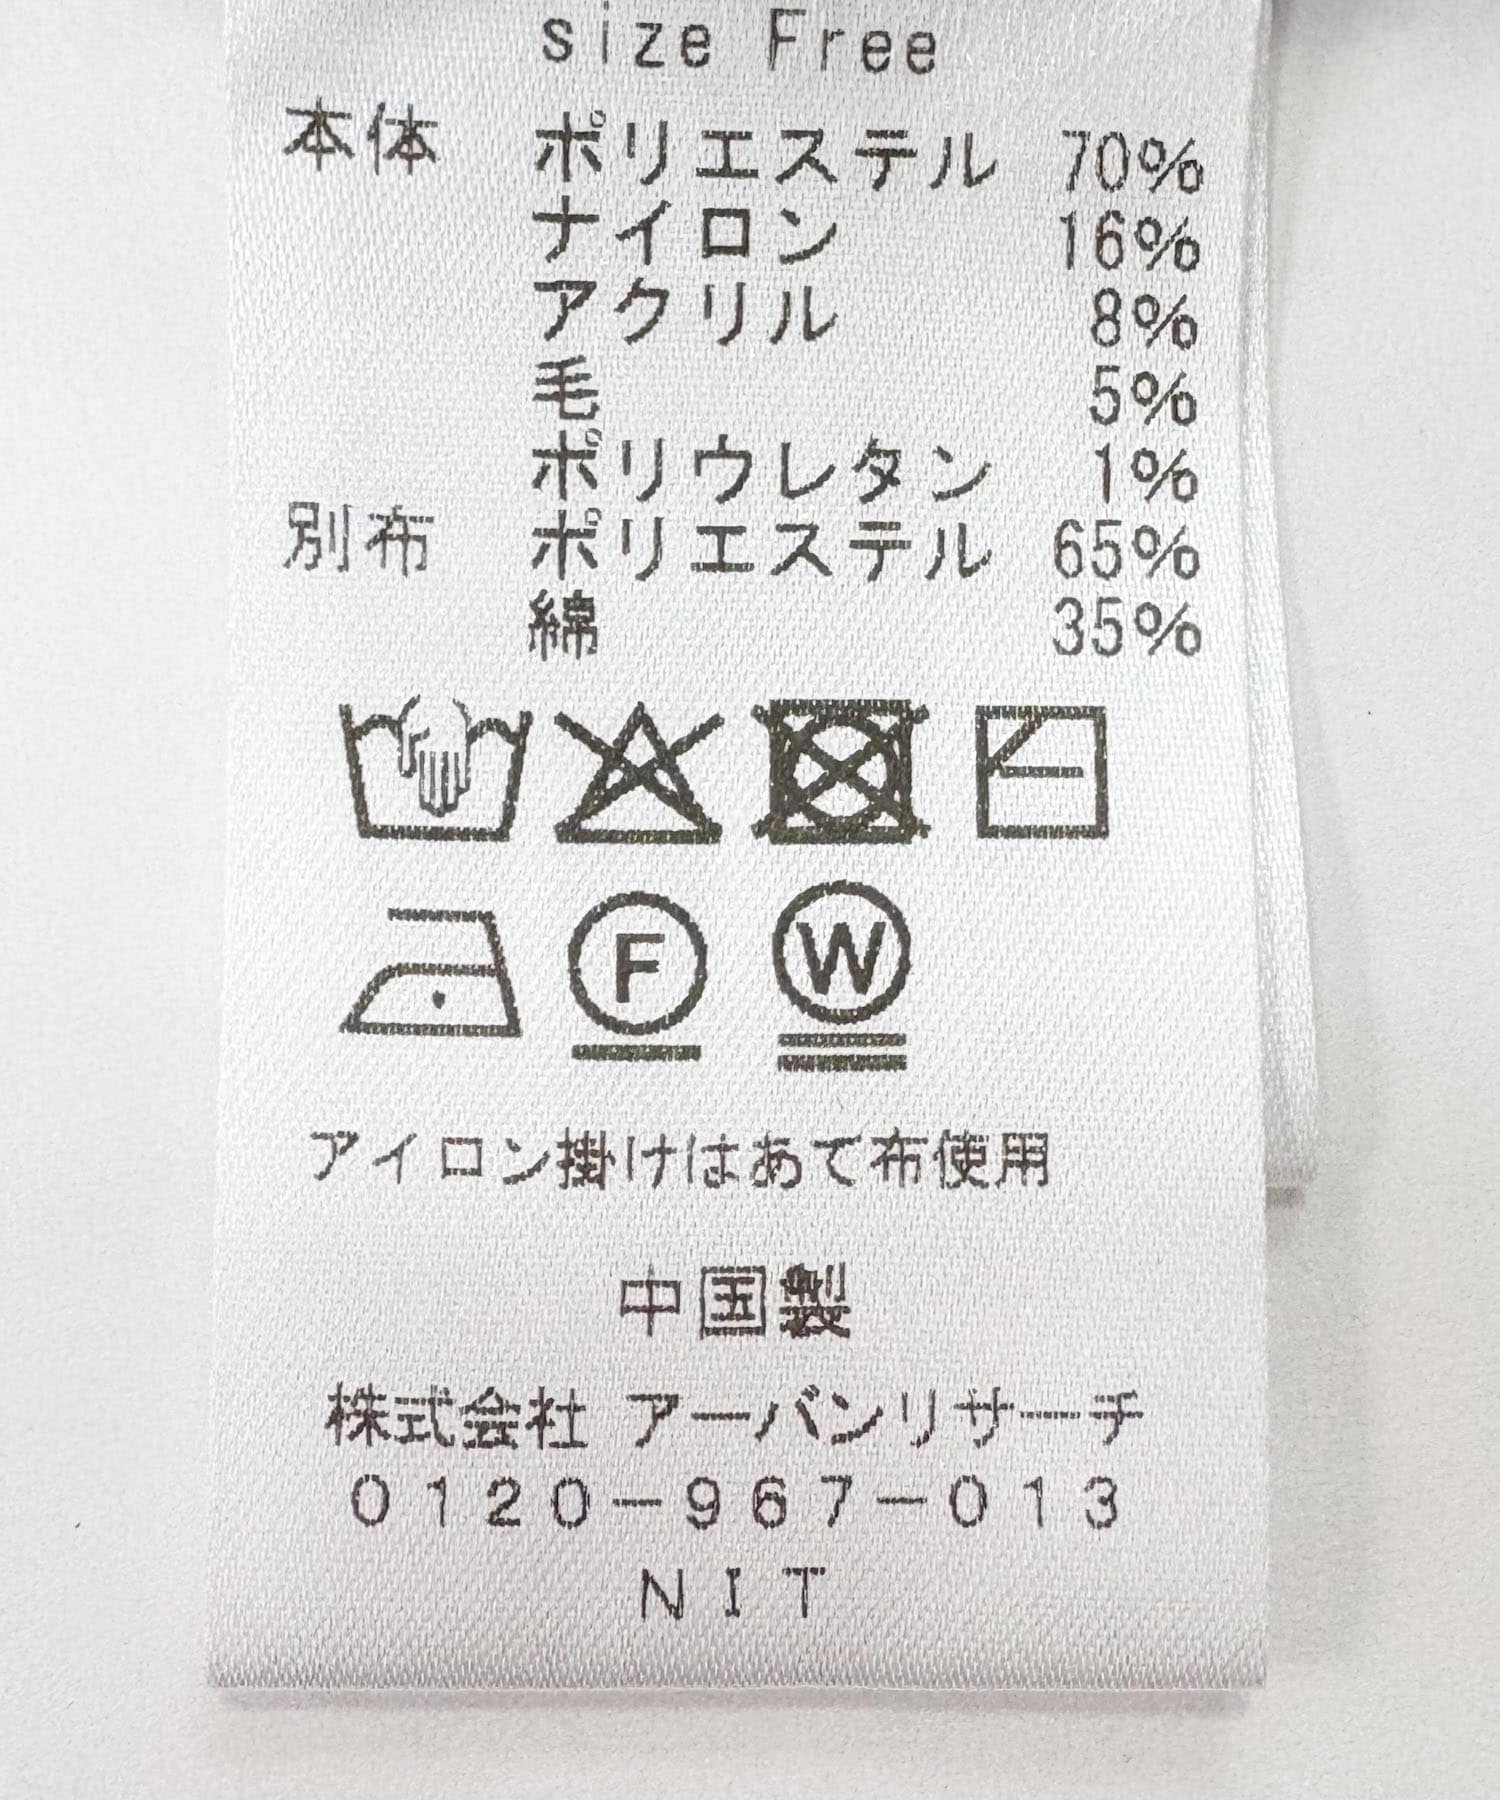 size Free
本体 ポリエステル 70%
ナイロン 16%
アクリル 8%
毛 5%
ポリウレタン 1%
別布 ポリエステル 65%
綿 35%
F W
アイロン掛けはあて布使用
中国製
株式会社 アーバンリサーチ
0120-967-013
NIT